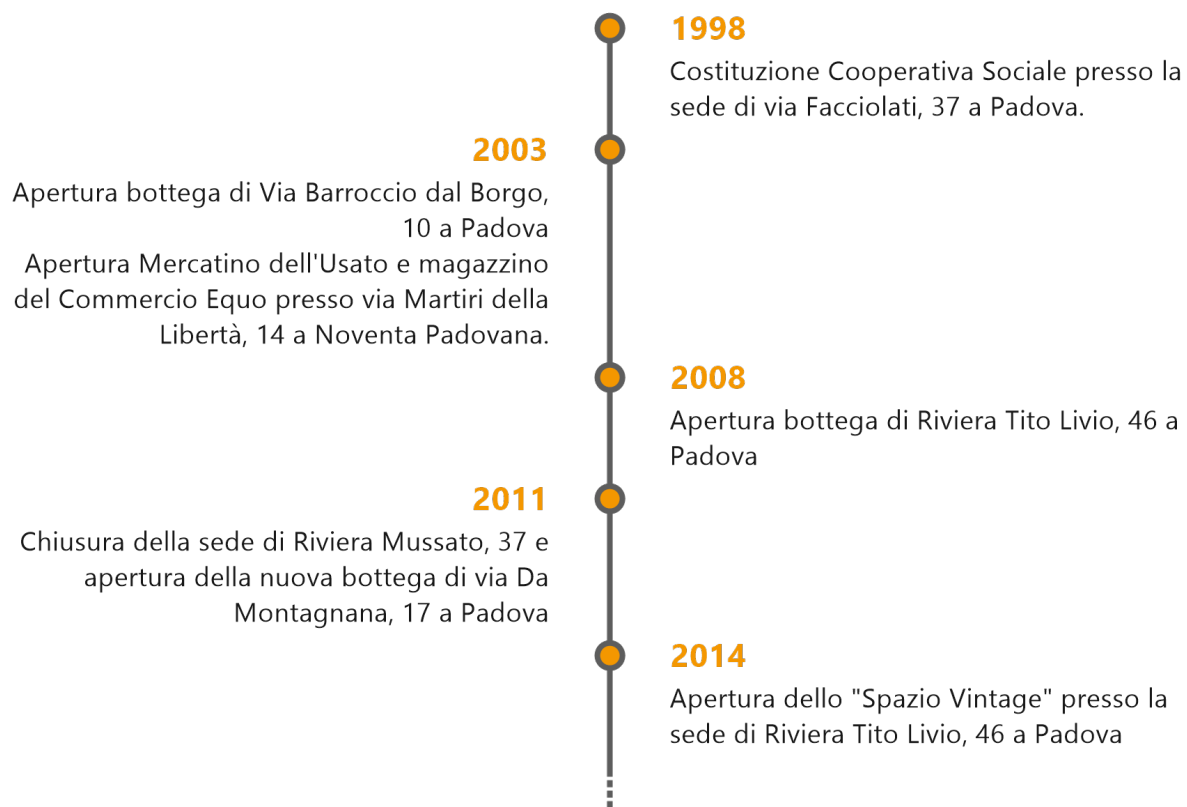 1998
Costituzione Cooperativa Sociale presso la
sede di via Facciolati, 37 a Padova.
2003
Apertura bottega di Via Barroccio dal Borgo,
10 a Padova
Apertura Mercatino dell'Usato e magazzino
del Commercio Equo presso via Martiri della
Libertà, 14 a Noventa Padovana.
2008
Apertura bottega di Riviera Tito Livio, 46 a
Padova
2011
Chiusura della sede di Riviera Mussato, 37 e
apertura della nuova bottega di via Da
Montagnana, 17 a Padova
2014
Apertura dello "Spazio Vintage" presso la
sede di Riviera Tito Livio, 46 a Padova